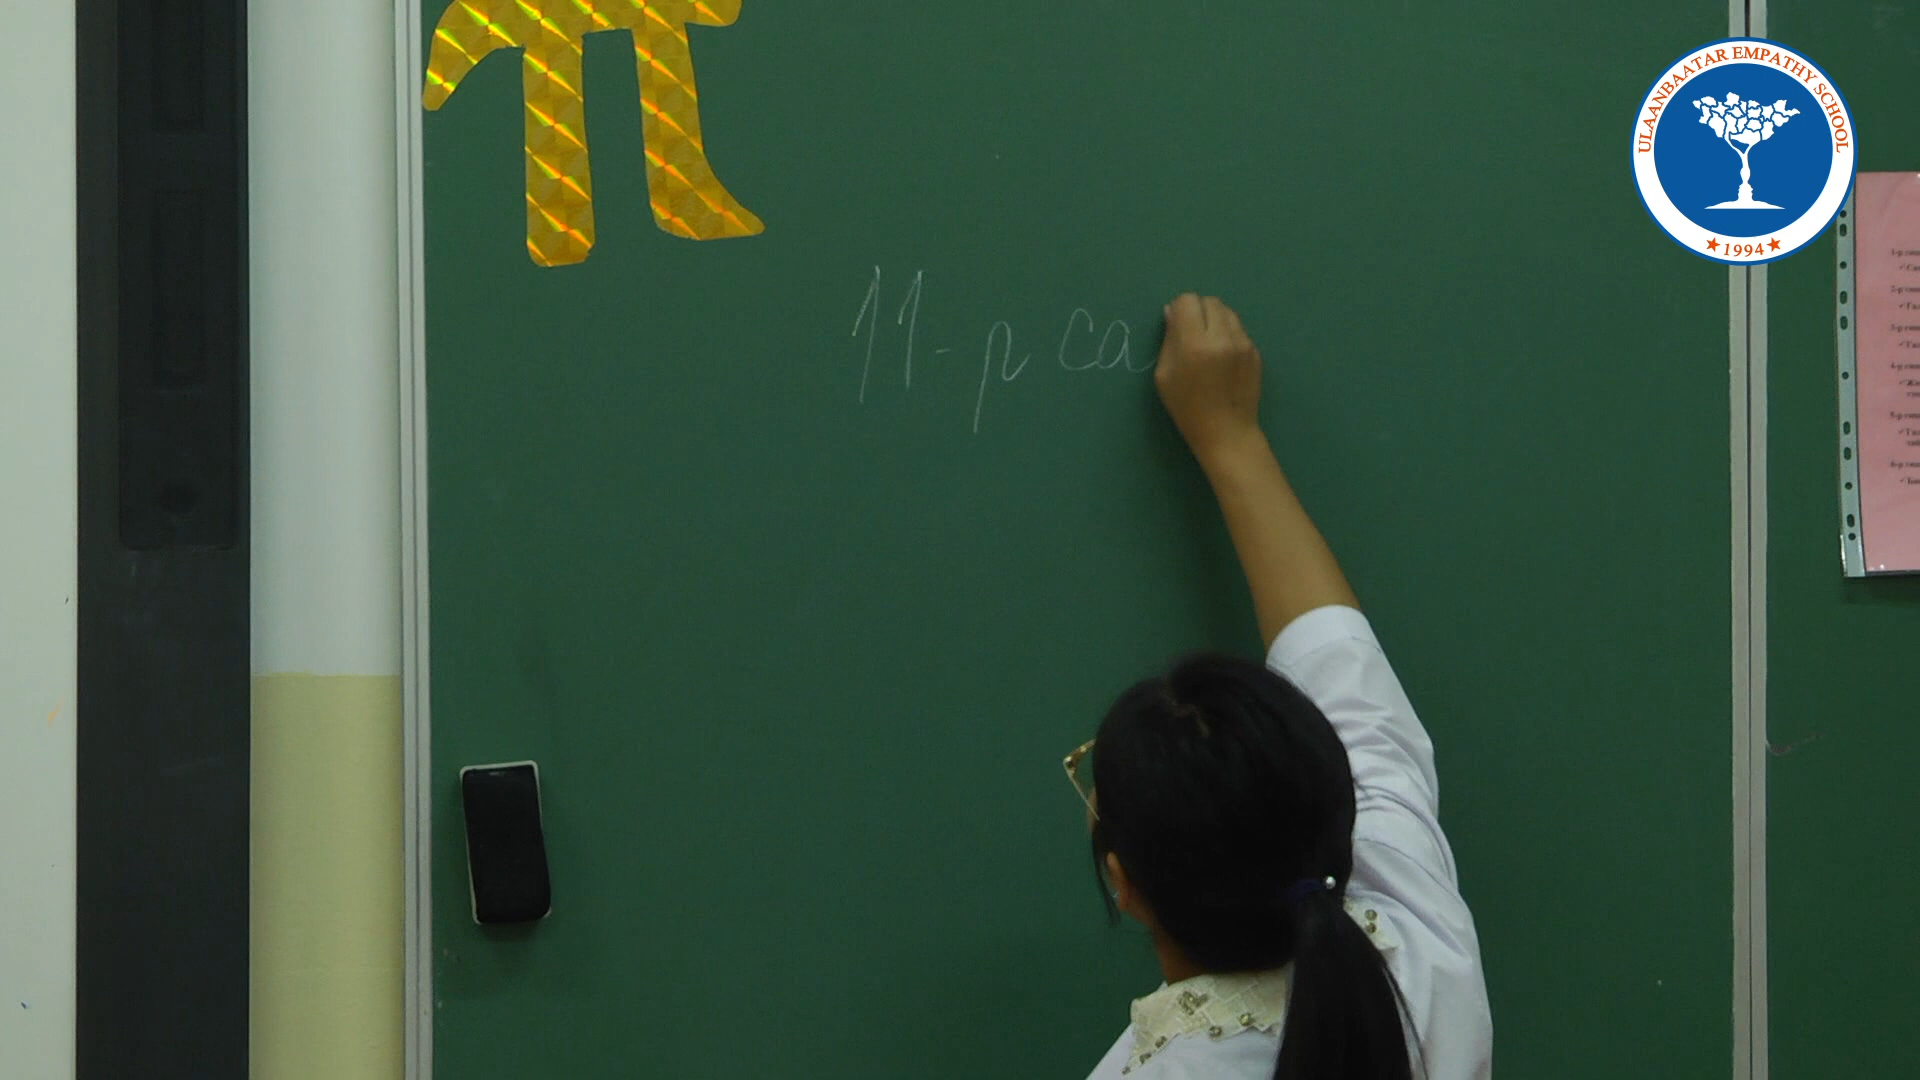 π
11-р са
ULAANBAATAR EMPATHY SCHOOL
★ 1994 ★